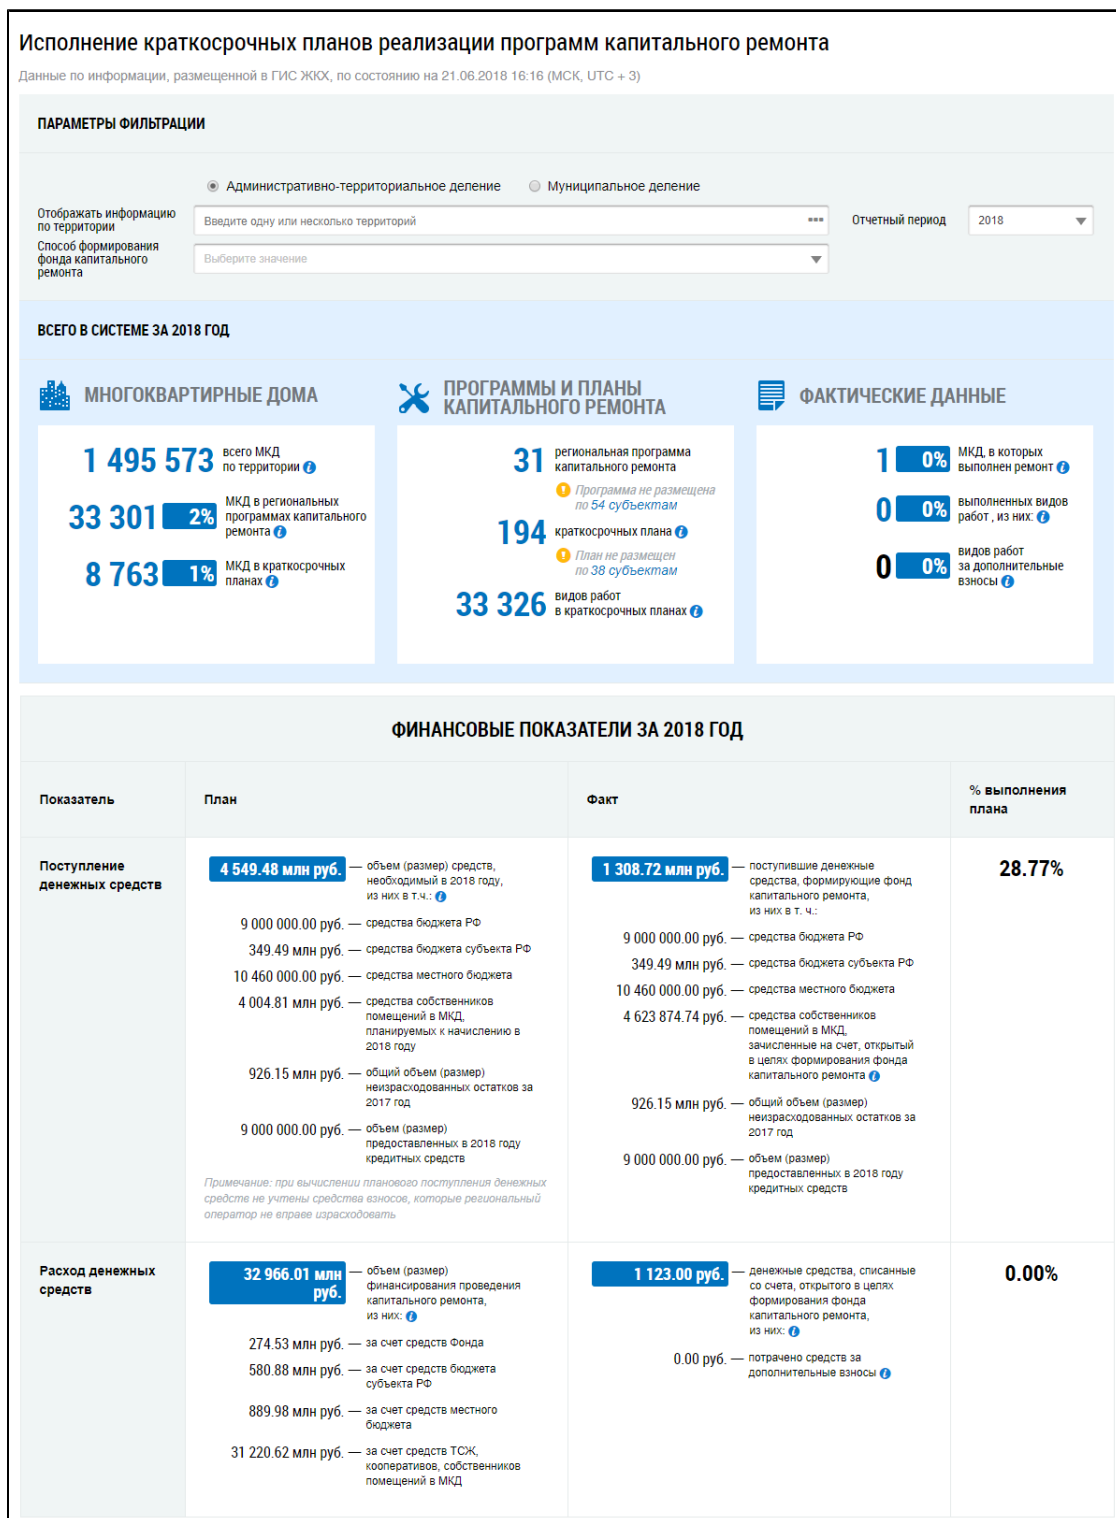 Исполнение краткосрочных планов реализации программ капитального ремонта
Данные по информации, размещенной в ГИС ЖКХ, по состоянию на 21.06.2018 16:16 (МСК, UTC + 3)
ПАРАМЕТРЫ ФИЛЬТРАЦИИ
Административно-территориальное деление
Муниципальное деление
Отображать информацию
по территории
Введите одну или несколько территорий
Отчетный период
2018
Способ формирования
фонда капитального
ремонта
Выберите значение
ВСЕГО В СИСТЕМЕ ЗА 2018 ГОД
МНОГОКВАРТИРНЫЕ ДОМА
1 495 573 всего МКД
по территории
33 301 2% МКД в региональных
программах капитального
ремонта
8 763 1% МКД в краткосрочных
планах
ПРОГРАММЫ И ПЛАНЫ
КАПИТАЛЬНОГО РЕМОНТА
31 региональная программа
капитального ремонта
Программа не размещена
по 54 субъектам
194 краткосрочных плана
План не размещен
по 38 субъектам
33 326 видов работ
в краткосрочных планах
ФАКТИЧЕСКИЕ ДАННЫЕ
1 0% МКД, в которых
выполнен ремонт
0 0% выполненных видов
работ , из них:
0 0% видов работ
за дополнительные
взносы
ФИНАНСОВЫЕ ПОКАЗАТЕЛИ ЗА 2018 ГОД
Показатель
План
Факт
% выполнения
плана
Поступление
денежных средств
4 549.48 млн руб. — объем (размер) средств,
необходимый в 2018 году,
из них в т.ч.:
9 000 000.00 руб. — средства бюджета РФ
349.49 млн руб. — средства бюджета субъекта РФ
10 460 000.00 руб. — средства местного бюджета
4 004.81 млн руб. — средства собственников
помещений в МКД,
планируемых к начислению в
2018 году
926.15 млн руб. — общий объем (размер)
неизрасходованных остатков за
2017 год
9 000 000.00 руб. — объем (размер)
предоставленных в 2018 году
кредитных средств
Примечание: при вычислении планового поступления денежных
средств не учтены средства взносов, которые региональный
оператор не вправе израсходовать
1 308.72 млн руб. — поступившие денежные
средства, формирующие фонд
капитального ремонта,
из них в т. ч.:
9 000 000.00 руб. — средства бюджета РФ
349.49 млн руб. — средства бюджета субъекта РФ
10 460 000.00 руб. — средства местного бюджета
4 623 874.74 руб. — средства собственников
помещений в МКД,
зачисленные на счет, открытый
в целях формирования фонда
капитального ремонта
926.15 млн руб. — общий объем (размер)
неизрасходованных остатков за
2017 год
9 000 000.00 руб. — объем (размер)
предоставленных в 2018 году
кредитных средств
28.77%
Расход денежных
средств
32 966.01 млн
руб. — объем (размер)
финансирования проведения
капитального ремонта,
из них:
274.53 млн руб. — за счет средств Фонда
580.88 млн руб. — за счет средств бюджета
субъекта РФ
889.98 млн руб. — за счет средств местного
бюджета
31 220.62 млн руб. — за счет средств ТСЖ,
кооперативов, собственников
помещений в МКД
1 123.00 руб. — денежные средства, списанные
со счета, открытого в целях
формирования фонда
капитального ремонта,
из них:
0.00 руб. — потрачено средств за
дополнительные взносы
0.00%